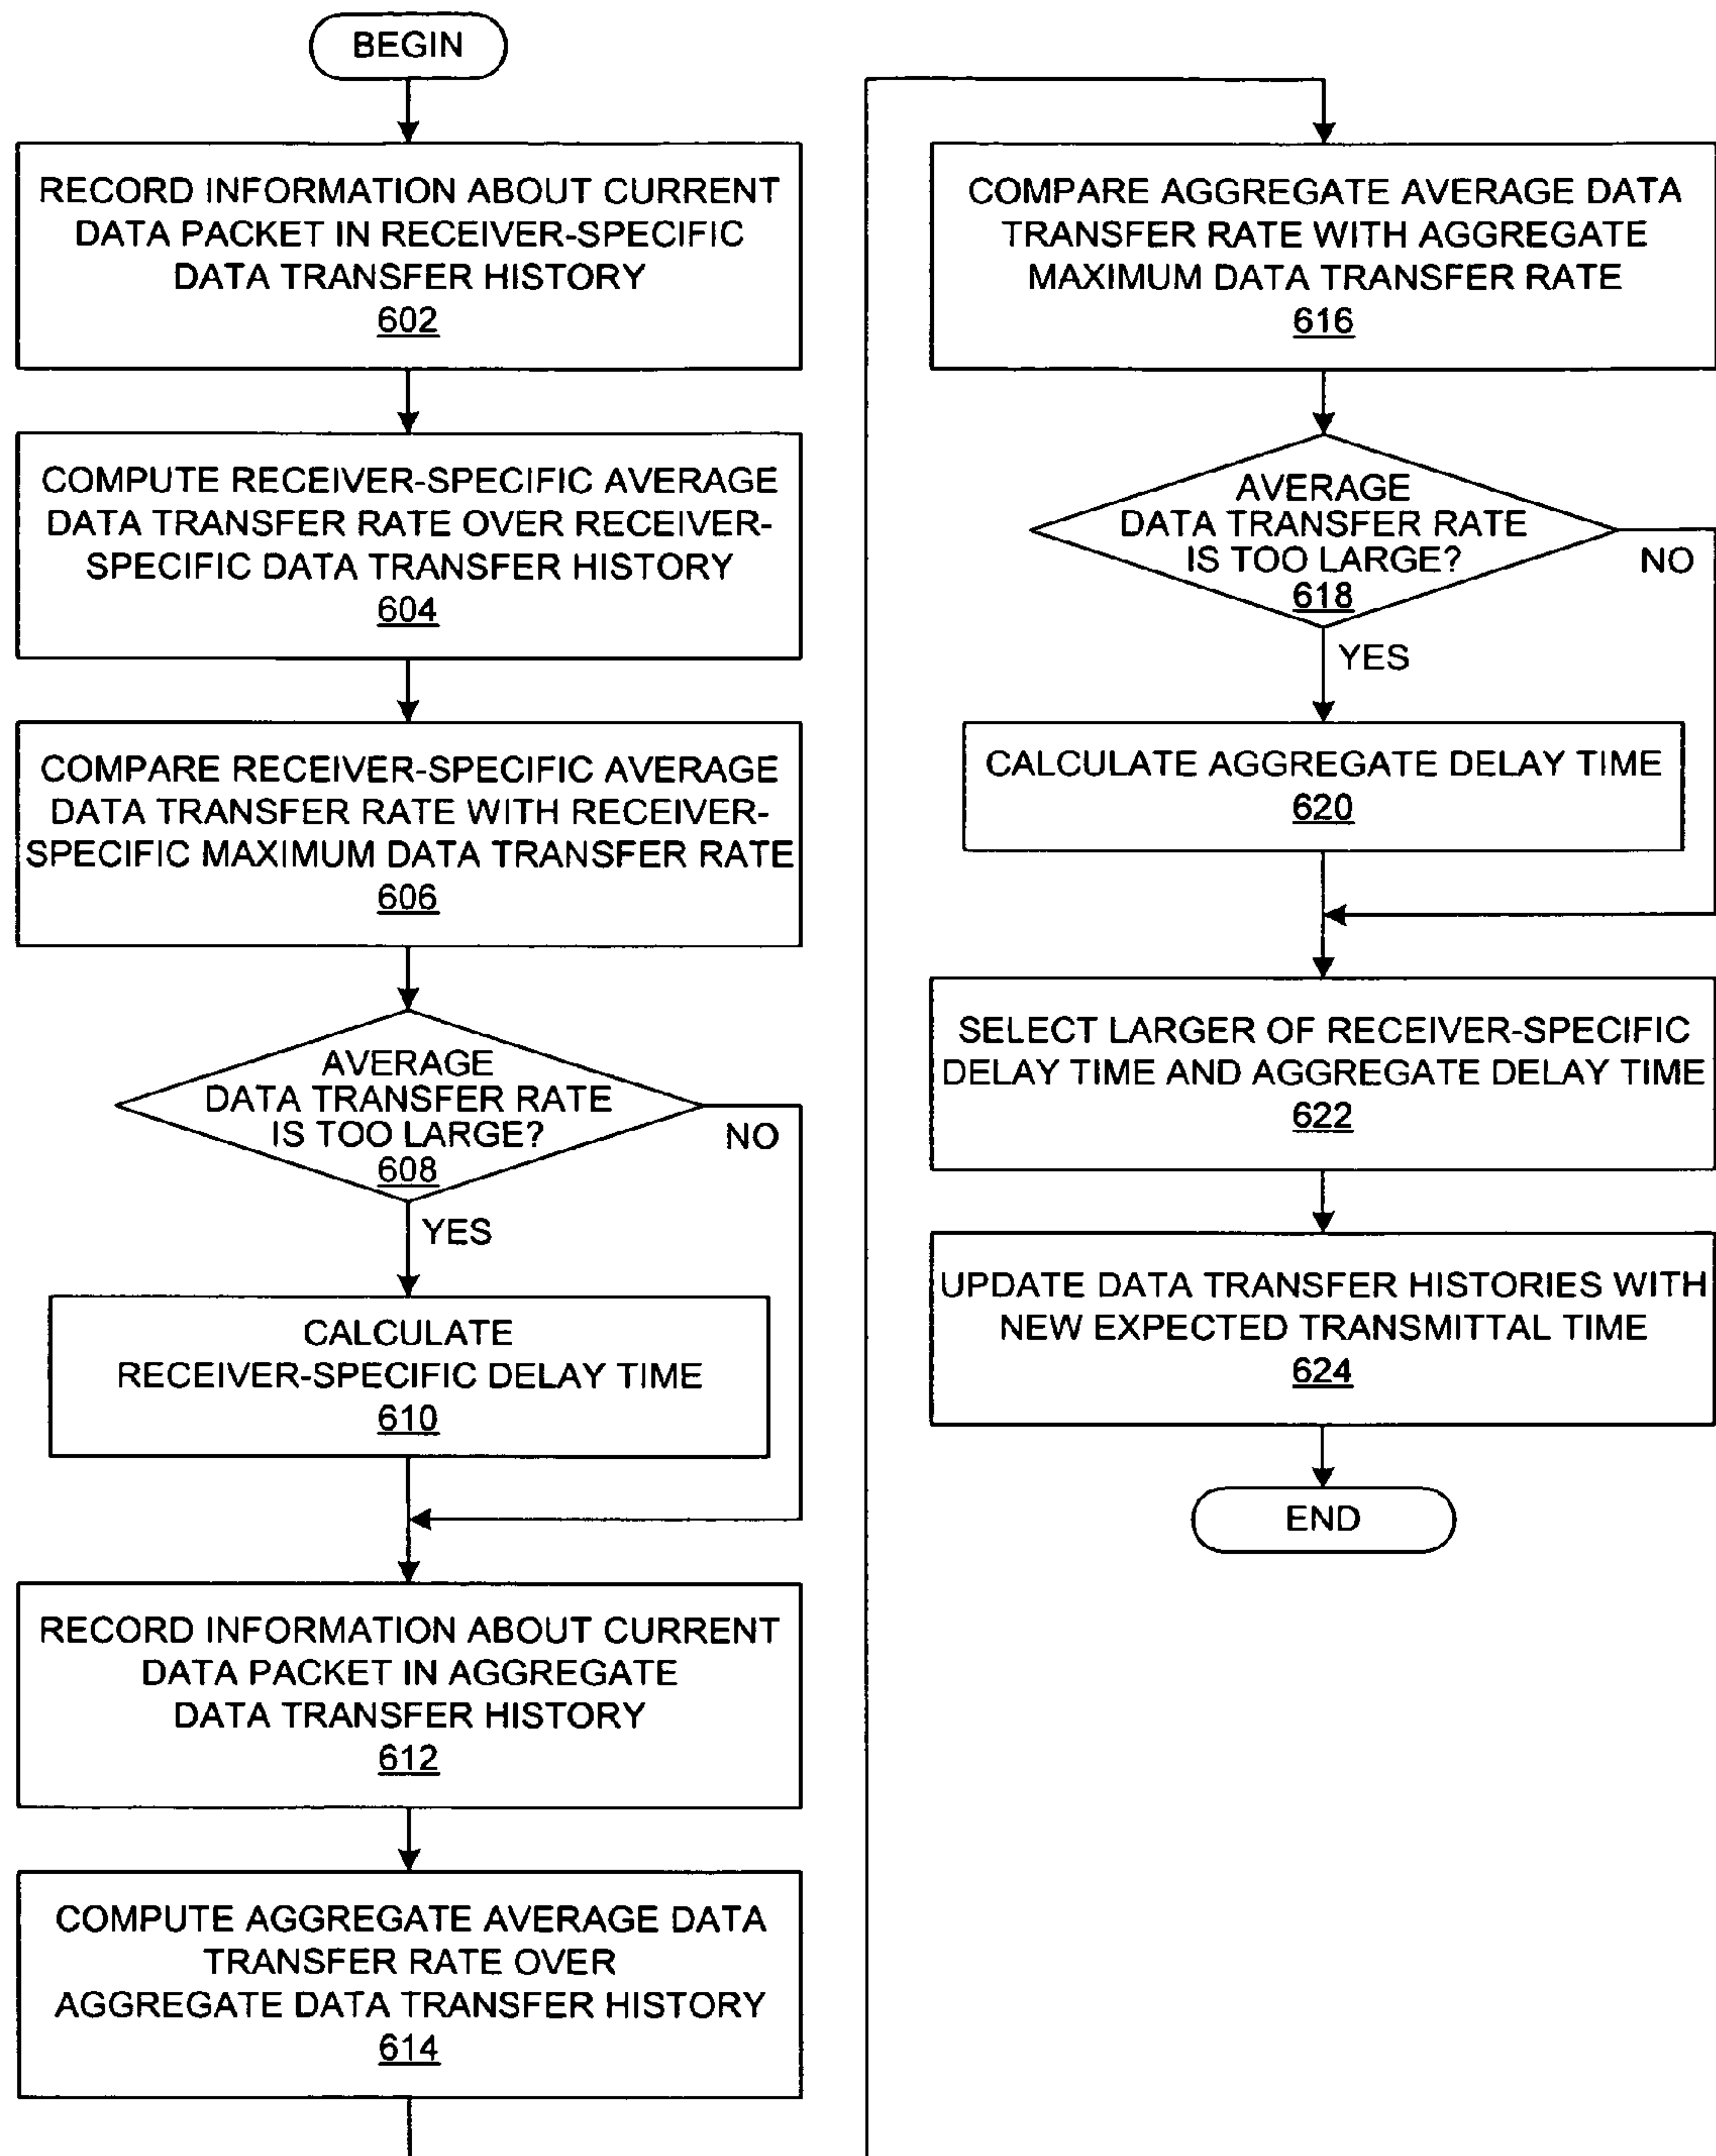 BEGIN
RECORD INFORMATION ABOUT CURRENT
DATA PACKET IN RECEIVER-SPECIFIC
DATA TRANSFER HISTORY
602
COMPUTE RECEIVER-SPECIFIC AVERAGE
DATA TRANSFER RATE OVER RECEIVER-
SPECIFIC DATA TRANSFER HISTORY
604
COMPARE RECEIVER-SPECIFIC AVERAGE
DATA TRANSFER RATE WITH RECEIVER-
SPECIFIC MAXIMUM DATA TRANSFER RATE
606
AVERAGE
DATA TRANSFER RATE
IS TOO LARGE?
608
NO
YES
CALCULATE
RECEIVER-SPECIFIC DELAY TIME
610
RECORD INFORMATION ABOUT CURRENT
DATA PACKET IN AGGREGATE
DATA TRANSFER HISTORY
612
COMPUTE AGGREGATE AVERAGE DATA
TRANSFER RATE OVER
AGGREGATE DATA TRANSFER HISTORY
614
COMPARE AGGREGATE AVERAGE DATA
TRANSFER RATE WITH AGGREGATE
MAXIMUM DATA TRANSFER RATE
616
AVERAGE
DATA TRANSFER RATE
IS TOO LARGE?
618
NO
YES
CALCULATE AGGREGATE DELAY TIME
620
SELECT LARGER OF RECEIVER-SPECIFIC
DELAY TIME AND AGGREGATE DELAY TIME
622
UPDATE DATA TRANSFER HISTORIES WITH
NEW EXPECTED TRANSMITTAL TIME
624
END